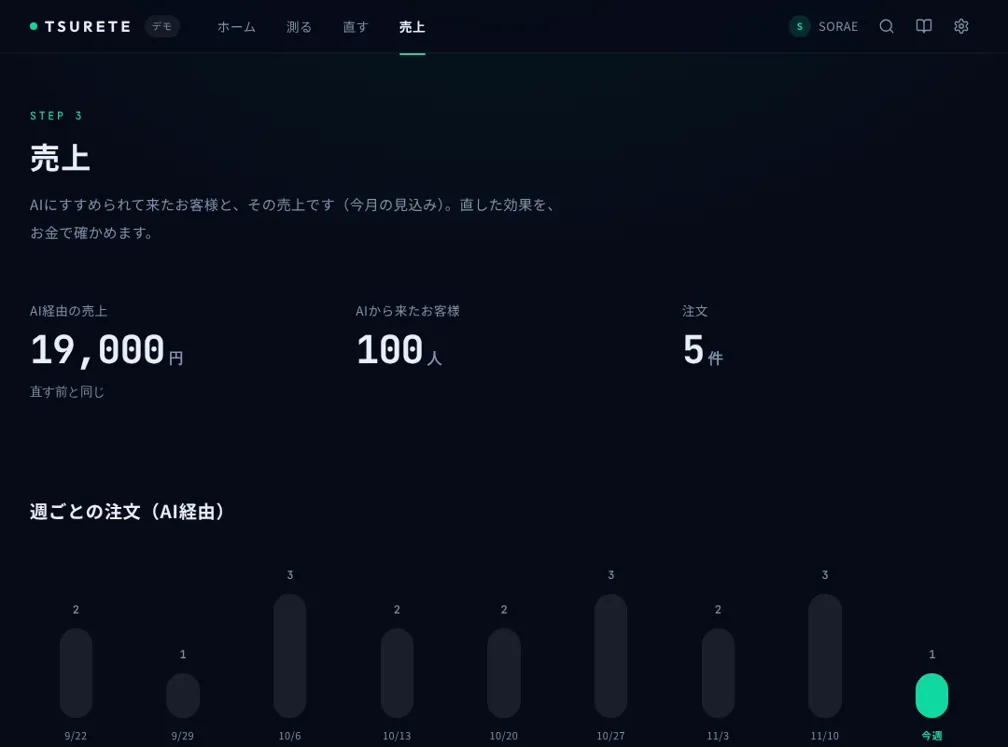 TSURETE デモ ホーム 測る 直す 売上 S SORAE
STEP 3
売上
AIにすすめられて来たお客様と、その売上です（今月の見込み）。直した効果を、
お金で確かめます。
AI経由の売上 AIから来たお客様 注文
19,000円 100人 5件
直す前と同じ
週ごとの注文（AI経由）
2 1 3 2 2 3 2 3 1
9/22 9/29 10/6 10/13 10/20 10/27 11/3 11/10 今週